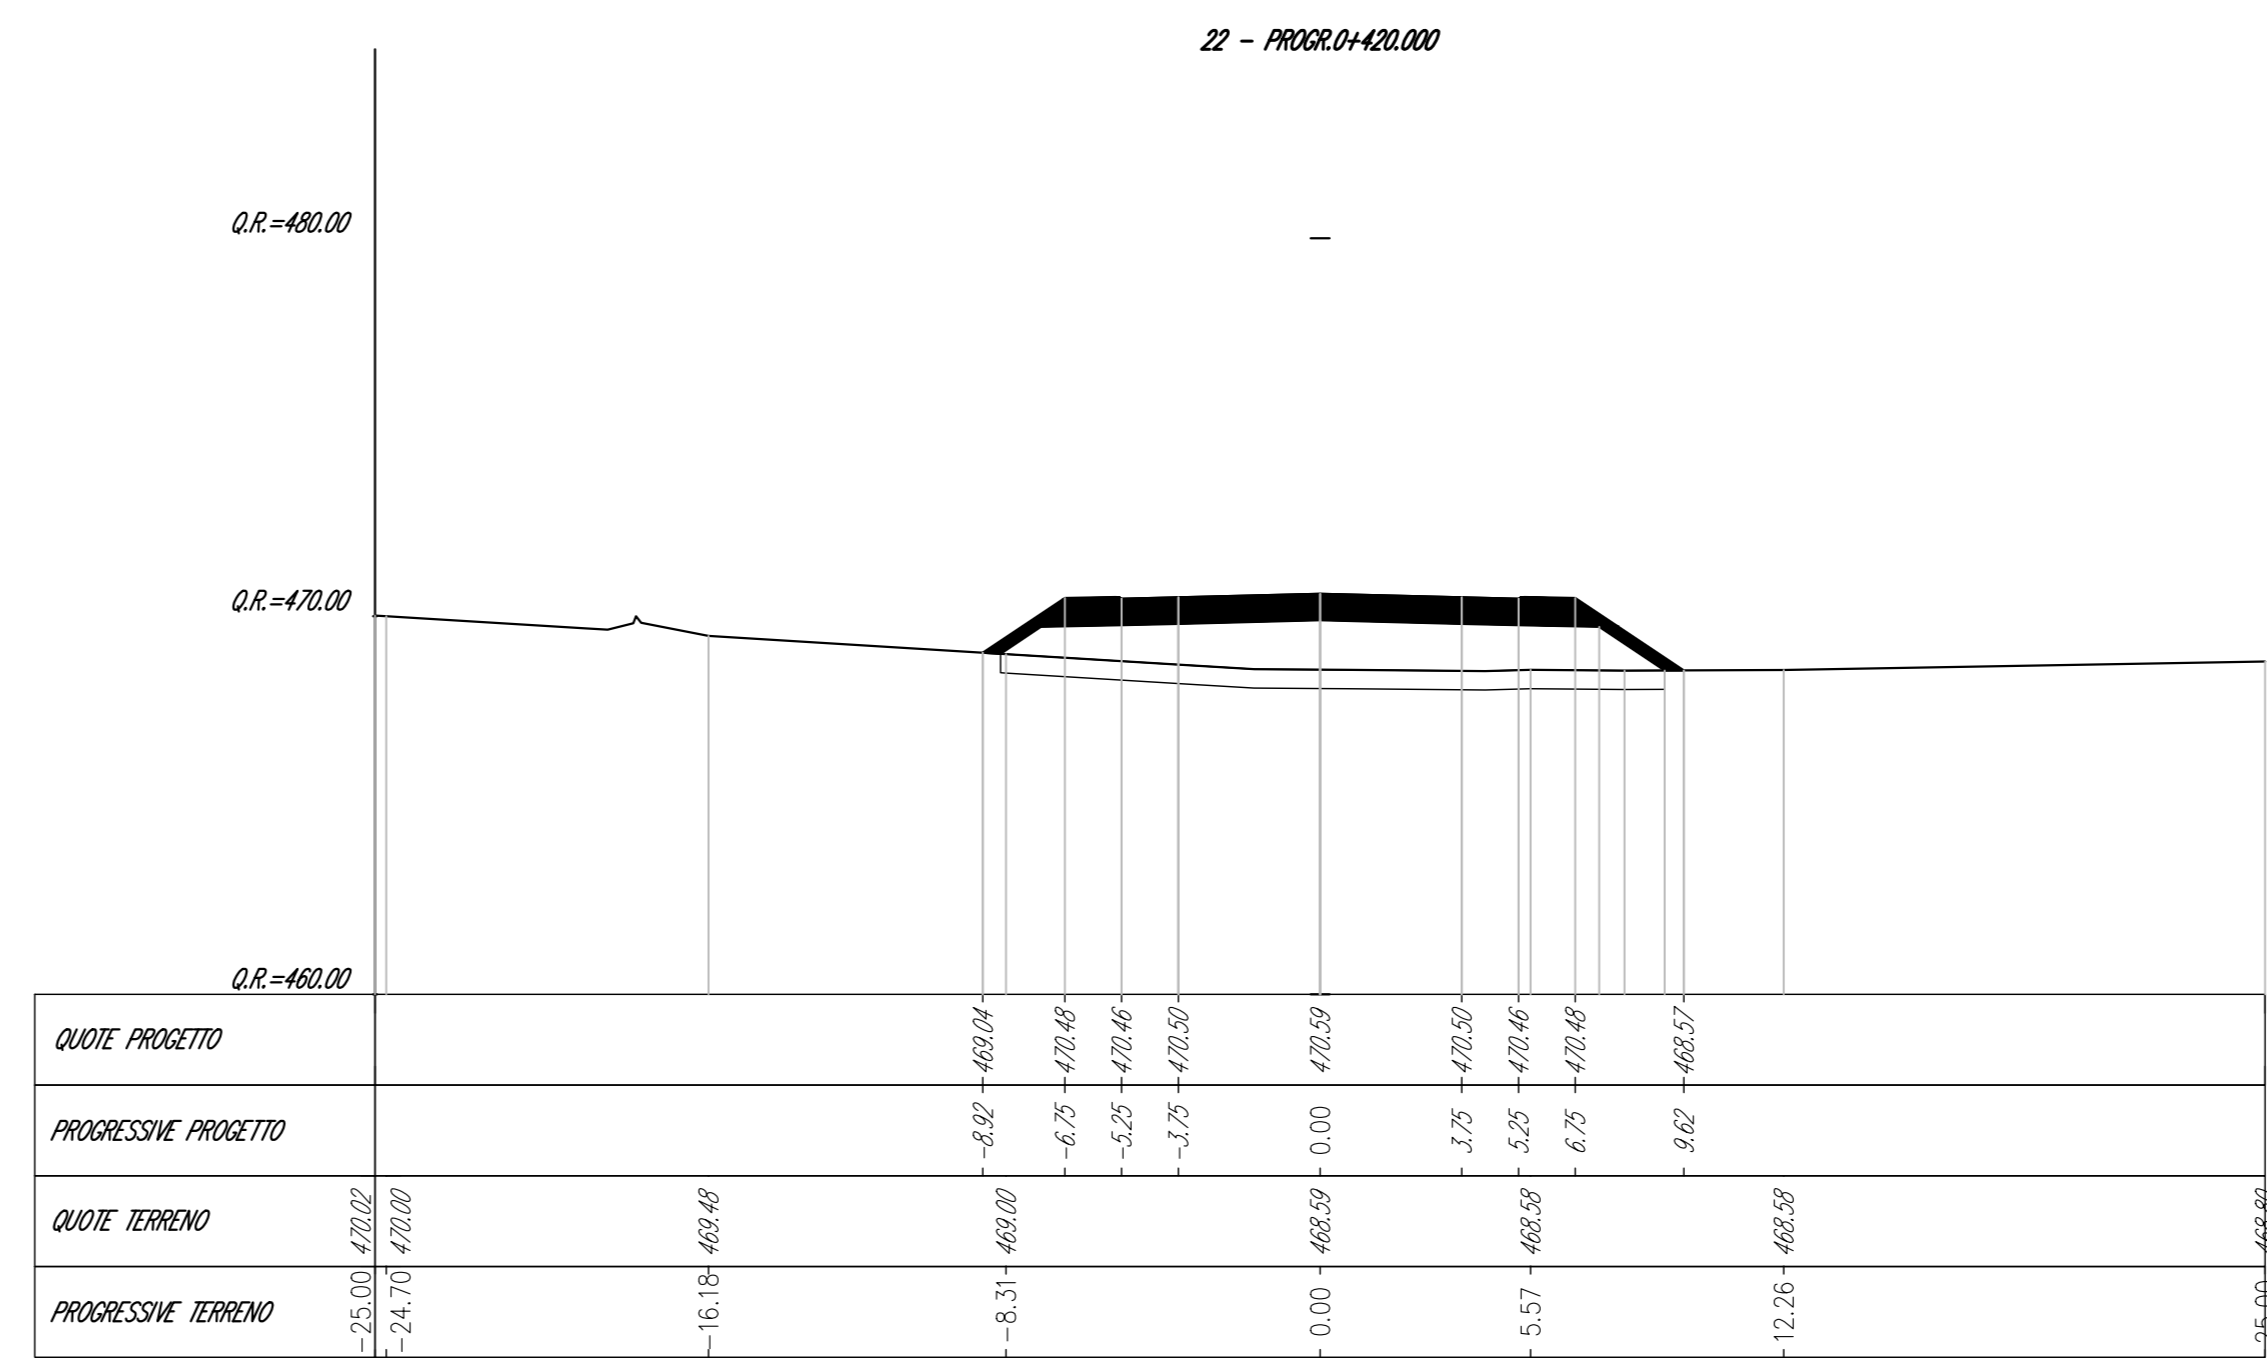 22 - PROGR.0+420.000
Q.R.=480.00
Q.R.=470.00
Q.R.=460.00
QUOTE PROGETTO 469.04 470.48 470.46 470.50 470.59 470.50 470.46 470.48 468.57
PROGRESSIVE PROGETTO -8.92 -6.75 -5.25 -3.75 0.00 3.75 5.25 6.75 9.62
QUOTE TERRENO 470.02 470.00 469.48 469.00 468.59 468.58 468.58
PROGRESSIVE TERRENO -25.00 -24.70 -16.18 -8.31 0.00 5.57 12.26 25.00